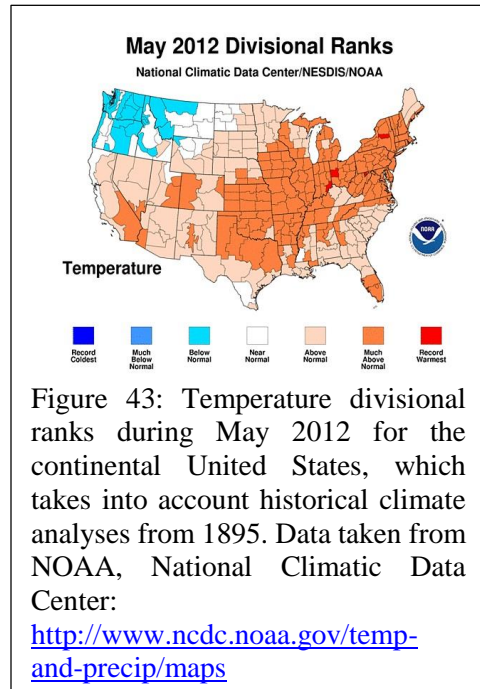 May 2012 Divisional Ranks
National Climatic Data Center/NESDIS/NOAA
NOAA
Temperature
Record
Coldest
Much
Below
Normal
Below
Normal
Near
Normal
Above
Normal
Much
Above
Normal
Record
Warmest
Figure 43: Temperature divisional
ranks during May 2012 for the
continental United States, which
takes into account historical climate
analyses from 1895. Data taken from
NOAA, National Climatic Data
Center:
http://www.ncdc.noaa.gov/temp-
and-precip/maps